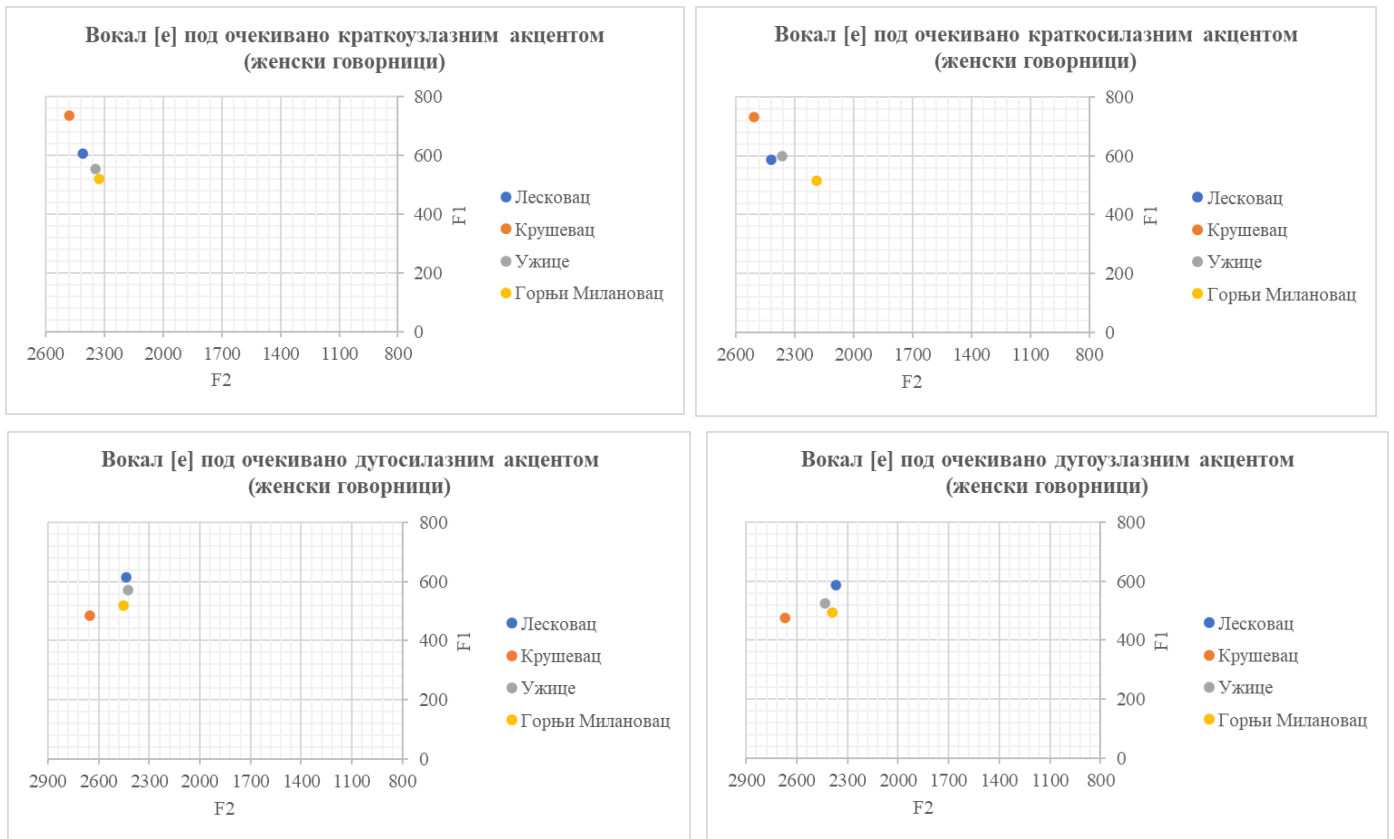 Вокал [е] под очекивано краткоузлазним акцентом
(женски говорници)
800
600
400
200
0
F1
2600 2300 2000 1700 1400 1100 800
F2
Лесковац
Крушевац
Ужице
Горњи Милановац
Вокал [е] под очекивано краткосилазним акцентом
(женски говорници)
800
600
400
200
0
F1
2600 2300 2000 1700 1400 1100 800
F2
Лесковац
Крушевац
Ужице
Горњи Милановац
Вокал [е] под очекивано дугосилазним акцентом
(женски говорници)
800
600
400
200
0
F1
2900 2600 2300 2000 1700 1400 1100 800
F2
Лесковац
Крушевац
Ужице
Горњи Милановац
Вокал [е] под очекивано дугоузлазним акцентом
(женски говорници)
800
600
400
200
0
F1
2900 2600 2300 2000 1700 1400 1100 800
F2
Лесковац
Крушевац
Ужице
Горњи Милановац